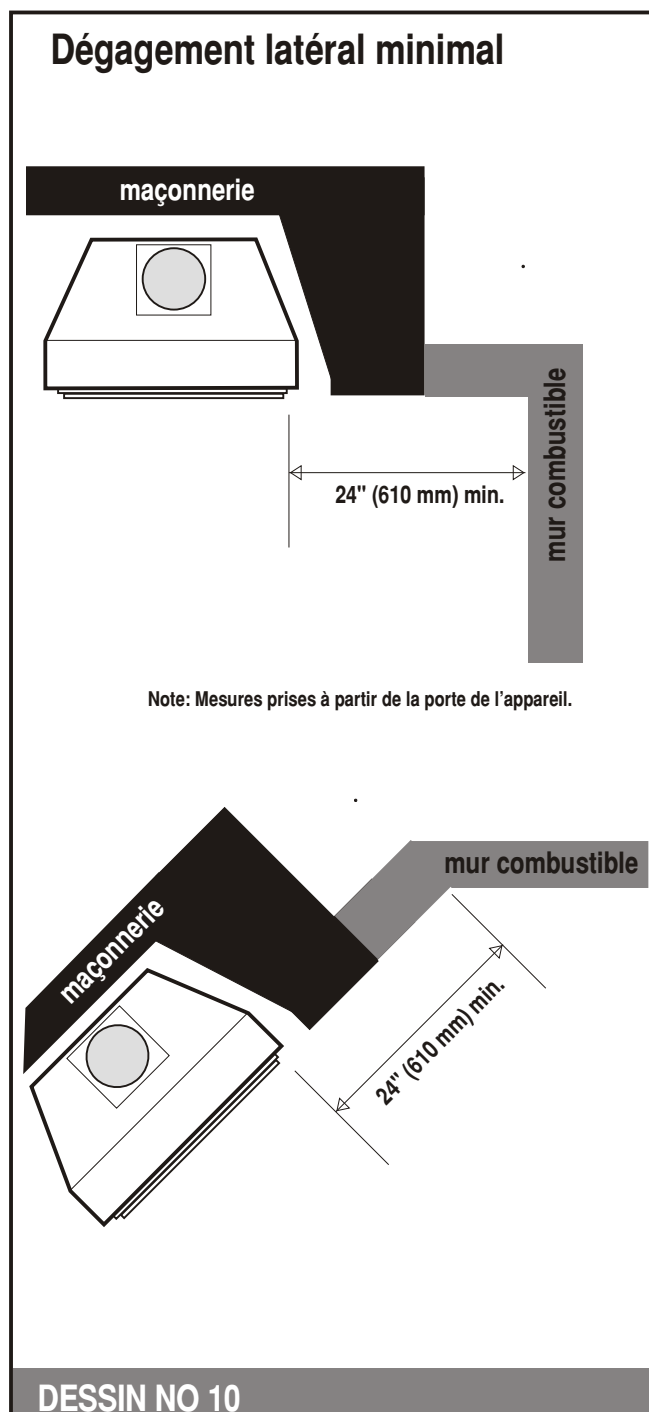 Dégagement latéral minimal
maçonnerie
mur combustible
24" (610 mm) min.
Note: Mesures prises à partir de la porte de l'appareil.
mur combustible
maçonnerie
24" (610 mm) min.
DESSIN NO 10